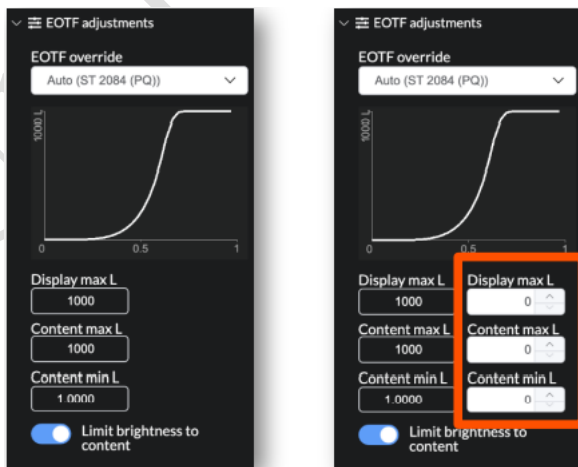 EOTF adjustments
EOTF override
Auto (ST 2084 (PQ))
1000 L
0 0.5 1
Display max L
1000
Content max L
1000
Content min L
1.0000
Limit brightness to
content
EOTF adjustments
EOTF override
Auto (ST 2084 (PQ))
1000 L
0 0.5 1
Display max L Display max L
1000 0
Content max L Content max L
1000 0
Content min L Content min L
1.0000 0
Limit brightness to
content